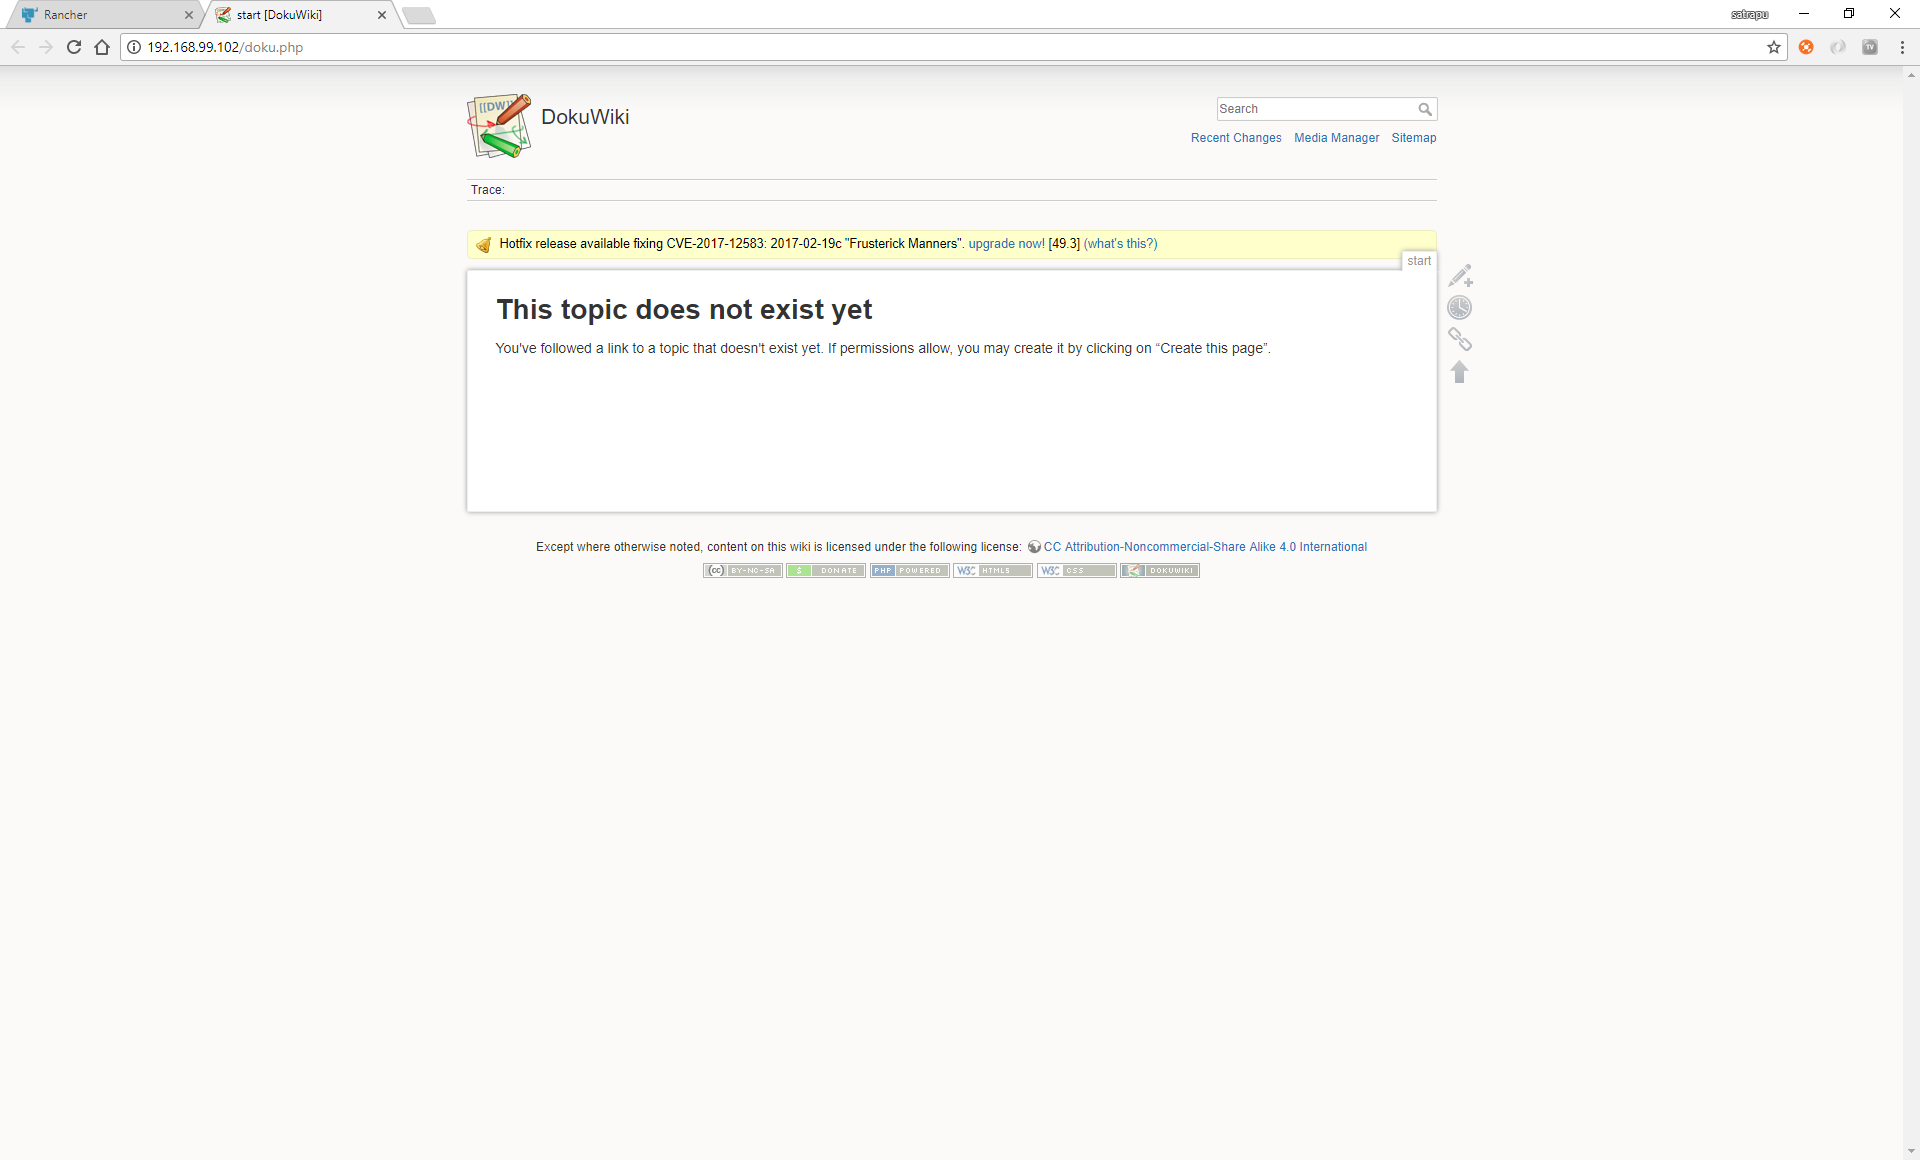 Rancher
start [DokuWiki]
satrapu
192.168.99.102/doku.php
TV
[[DW]]
DokuWiki
Search
Recent Changes Media Manager Sitemap
Trace:
Hotfix release available fixing CVE-2017-12583: 2017-02-19c "Frusterick Manners". upgrade now! [49.3] (what's this?)
start
This topic does not exist yet
You've followed a link to a topic that doesn't exist yet. If permissions allow, you may create it by clicking on “Create this page”.
Except where otherwise noted, content on this wiki is licensed under the following license: CC Attribution-Noncommercial-Share Alike 4.0 International
(cc) BY-NC-SA $ DONATE PHP POWERED W3C HTML5 W3C CSS DOKUWIKI